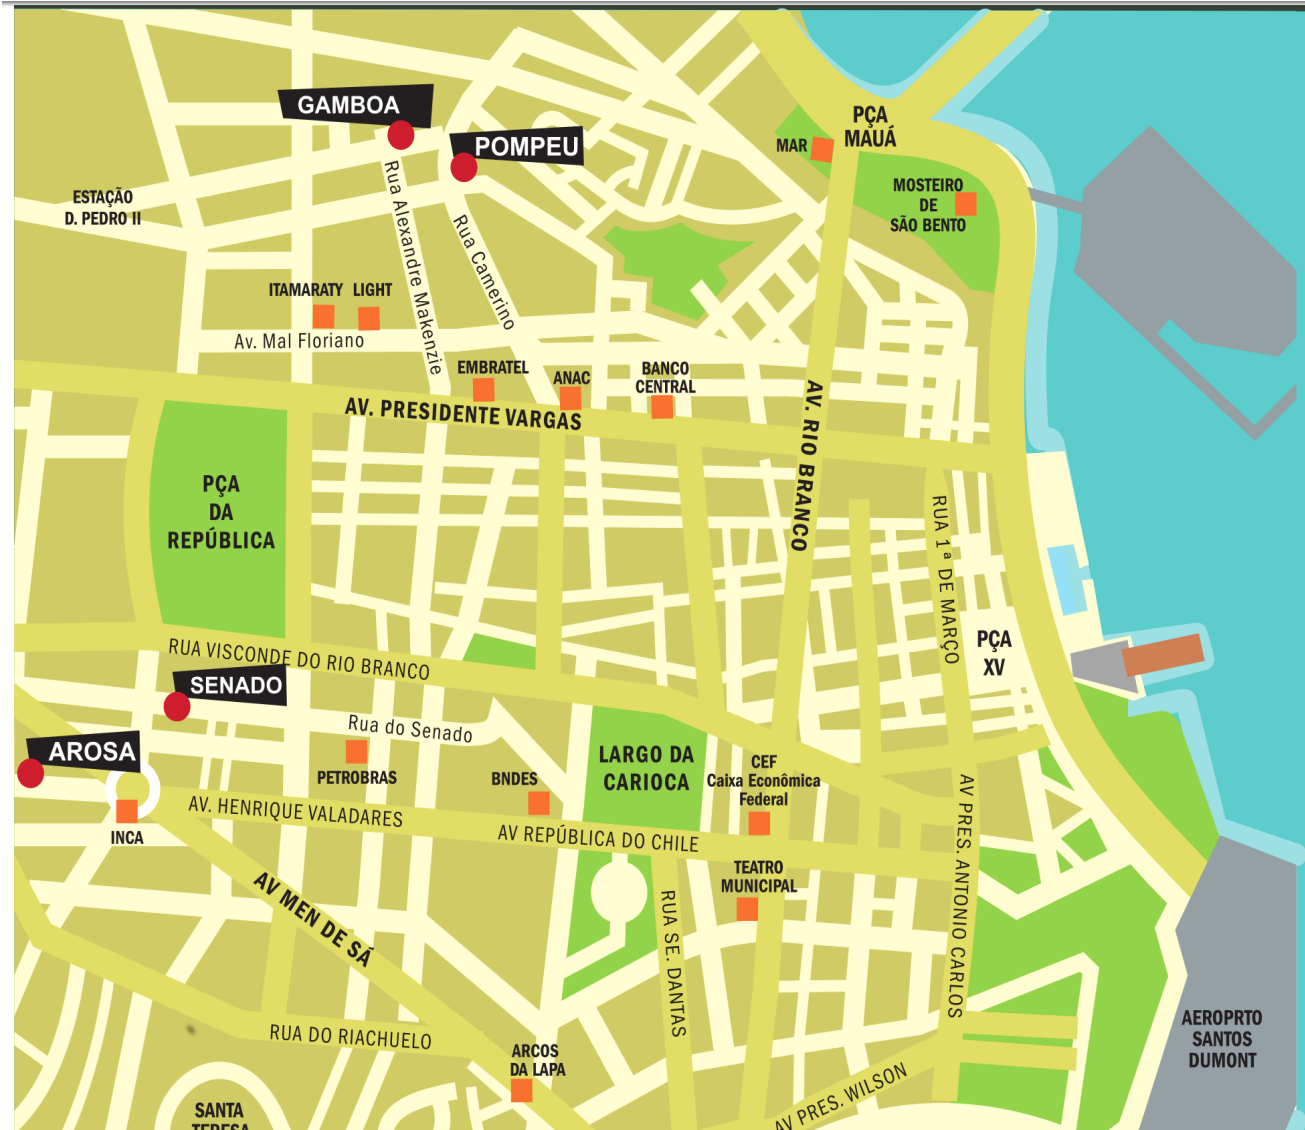 GAMBOA
POMPEU
PÇA
MAUÁ
MAR
MOSTEIRO
DE
SÃO BENTO
ESTAÇÃO
D. PEDRO II
Rua Alexandre Makenzie
Rua Camerino
ITAMARATY
LIGHT
Av. Mal Floriano
EMBRATEL
ANAC
BANCO
CENTRAL
AV. PRESIDENTE VARGAS
AV. RIO BRANCO
PÇA
DA
REPÚBLICA
RUA 1ª DE MARÇO
PÇA
XV
RUA VISCONDE DO RIO BRANCO
SENADO
Rua do Senado
AROSA
PETROBRAS
BNDES
LARGO DA
CARIOCA
CEF
Caixa Econômica
Federal
INCA
AV. HENRIQUE VALADARES
AV REPÚBLICA DO CHILE
AV PRES. ANTONIO CARLOS
TEATRO
MUNICIPAL
AV MEN DE SÁ
RUA SE. DANTAS
RUA DO RIACHUELO
ARCOS
DA LAPA
AEROPRTO
SANTOS
DUMONT
AV PRES. WILSON
SANTA
TERESA